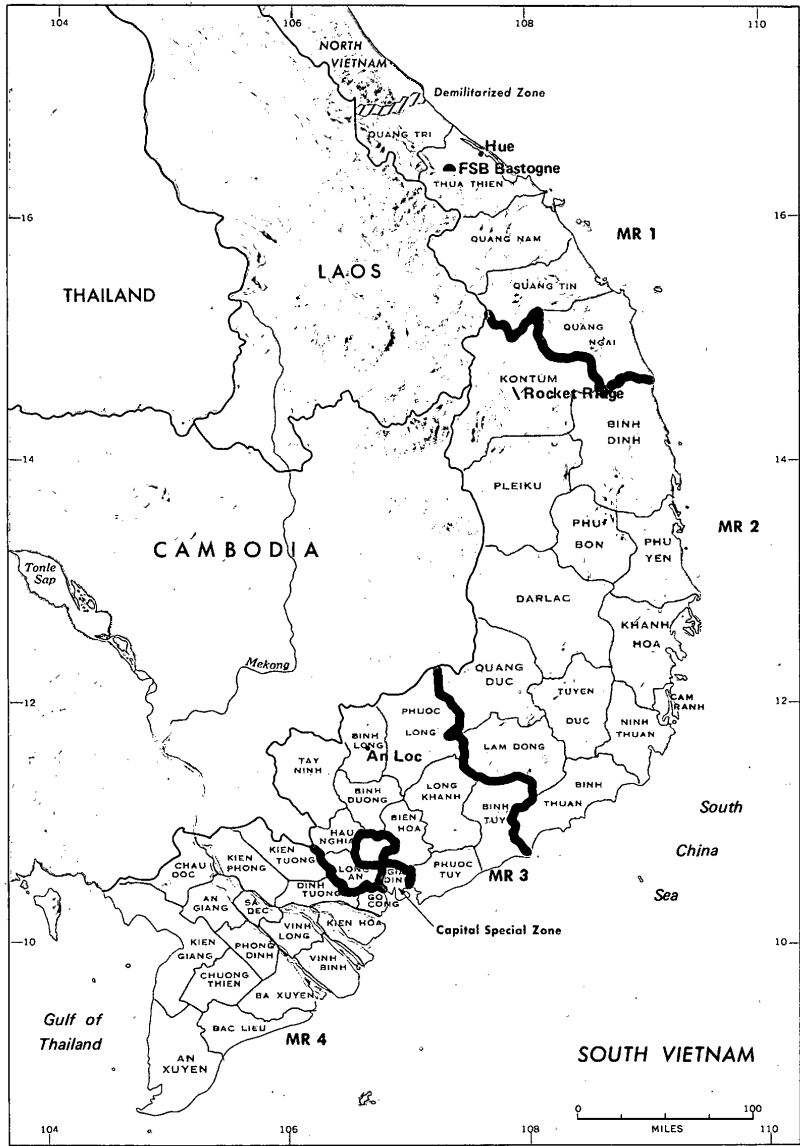 104
106
108
110
NORTH
VIETNAM
Demilitarized Zone
QUANG TRI
Hue
FSB Bastogne
THUA THIEN
16
16
QUANG NAM
MR 1
LAOS
THAILAND
QUANG TIN
QUANG
NGAI
KONTUM
Rocket Ridge
BINH
DINH
14
14
PLEIKU
MR 2
PHU
BON
PHU
YEN
CAMBODIA
Tonle
Sap
DARLAC
KHANH
HOA
Mekong
QUANG
DUC
TUYEN
DUC
CAM
RANH
12
12
PHUOC
LONG
NINH
THUAN
BINH
LONG
An Loc
LAM DONG
TAY
NINH
BINH
DUONG
LONG
KHANH
BINH
TUY
BINH
THUAN
South
China
Sea
BIEN
HOA
HAU
NGHIA
KIEN
TUONG
LONG
AN
GIA
DINH
PHUOC
TUY
MR 3
CHAU
DOC
KIEN
PHONG
DINH
TUONG
GO
CONG
AN
GIANG
SA
DEC
KIEN HOA
VINH
LONG
Capital Special Zone
10
10
KIEN
GIANG
PHONG
DINH
VINH
BINH
CHUONG
THIEN
BA XUYEN
Gulf of
Thailand
BAC LIEU
MR 4
AN
XUYEN
SOUTH VIETNAM
0
100
MILES
104
106
108
110